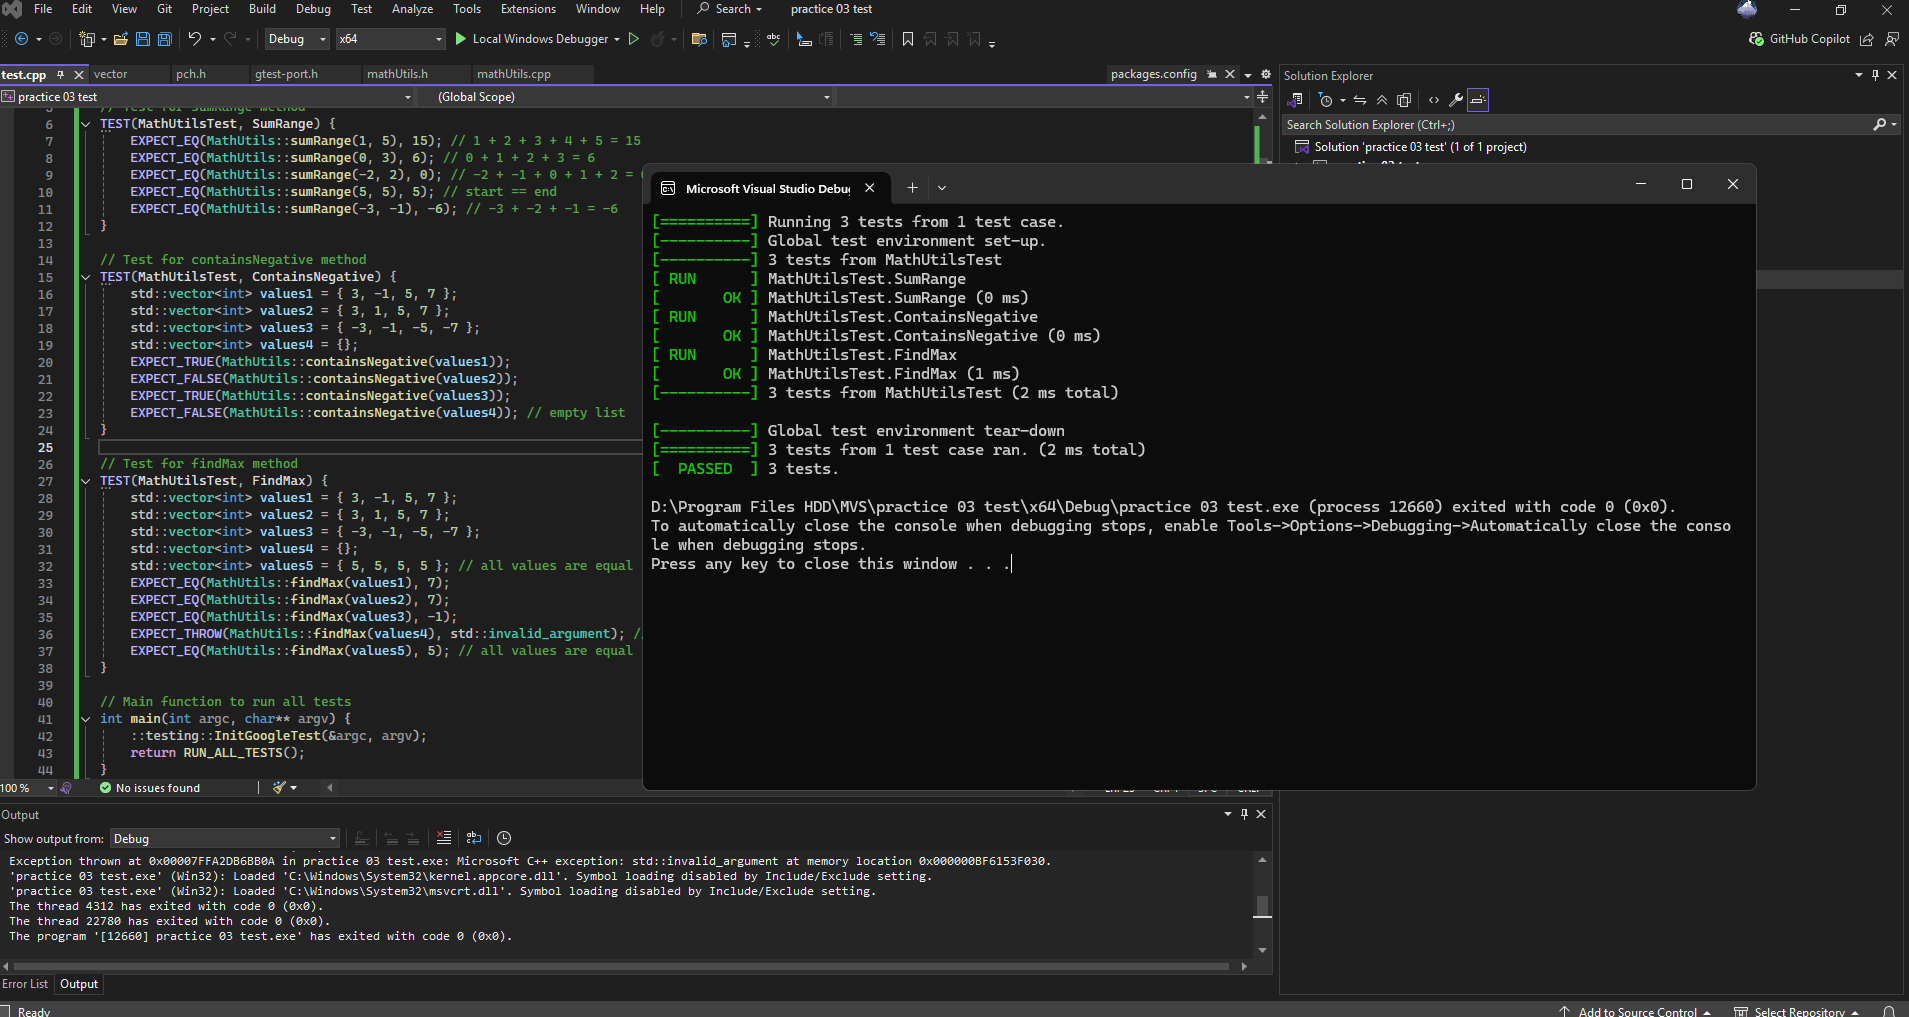 File Edit View Git Project Build Debug Test Analyze Tools Extensions Window Help Search practice 03 test
Debug x64 Local Windows Debugger GitHub Copilot
test.cpp vector pch.h gtest-port.h mathUtils.h mathUtils.cpp packages.config
practice 03 test (Global Scope)
// Test for sumRange method
6 TEST(MathUtilsTest, SumRange) {
7 EXPECT_EQ(MathUtils::sumRange(1, 5), 15); // 1 + 2 + 3 + 4 + 5 = 15
8 EXPECT_EQ(MathUtils::sumRange(0, 3), 6); // 0 + 1 + 2 + 3 = 6
9 EXPECT_EQ(MathUtils::sumRange(-2, 2), 0); // -2 + -1 + 0 + 1 + 2 =
10 EXPECT_EQ(MathUtils::sumRange(5, 5), 5); // start == end
11 EXPECT_EQ(MathUtils::sumRange(-3, -1), -6); // -3 + -2 + -1 = -6
12 }
13
14 // Test for containsNegative method
15 TEST(MathUtilsTest, ContainsNegative) {
16 std::vector<int> values1 = { 3, -1, 5, 7 };
17 std::vector<int> values2 = { 3, 1, 5, 7 };
18 std::vector<int> values3 = { -3, -1, -5, -7 };
19 std::vector<int> values4 = {};
20 EXPECT_TRUE(MathUtils::containsNegative(values1));
21 EXPECT_FALSE(MathUtils::containsNegative(values2));
22 EXPECT_TRUE(MathUtils::containsNegative(values3));
23 EXPECT_FALSE(MathUtils::containsNegative(values4)); // empty list
24 }
25
26 // Test for findMax method
27 TEST(MathUtilsTest, FindMax) {
28 std::vector<int> values1 = { 3, -1, 5, 7 };
29 std::vector<int> values2 = { 3, 1, 5, 7 };
30 std::vector<int> values3 = { -3, -1, -5, -7 };
31 std::vector<int> values4 = {};
32 std::vector<int> values5 = { 5, 5, 5, 5 }; // all values are equal
33 EXPECT_EQ(MathUtils::findMax(values1), 7);
34 EXPECT_EQ(MathUtils::findMax(values2), 7);
35 EXPECT_EQ(MathUtils::findMax(values3), -1);
36 EXPECT_THROW(MathUtils::findMax(values4), std::invalid_argument); /
37 EXPECT_EQ(MathUtils::findMax(values5), 5); // all values are equal
38 }
39
40 // Main function to run all tests
41 int main(int argc, char** argv) {
42 ::testing::InitGoogleTest(&argc, argv);
43 return RUN_ALL_TESTS();
44 }
100 % No issues found
Microsoft Visual Studio Debu
[==========] Running 3 tests from 1 test case.
[----------] Global test environment set-up.
[----------] 3 tests from MathUtilsTest
[ RUN      ] MathUtilsTest.SumRange
[       OK ] MathUtilsTest.SumRange (0 ms)
[ RUN      ] MathUtilsTest.ContainsNegative
[       OK ] MathUtilsTest.ContainsNegative (0 ms)
[ RUN      ] MathUtilsTest.FindMax
[       OK ] MathUtilsTest.FindMax (1 ms)
[----------] 3 tests from MathUtilsTest (2 ms total)
[----------] Global test environment tear-down
[==========] 3 tests from 1 test case ran. (2 ms total)
[  PASSED  ] 3 tests.
D:\Program Files HDD\MVS\practice 03 test\x64\Debug\practice 03 test.exe (process 12660) exited with code 0 (0x0).
To automatically close the console when debugging stops, enable Tools->Options->Debugging->Automatically close the conso
le when debugging stops.
Press any key to close this window . . .
Solution Explorer
Search Solution Explorer (Ctrl+;)
Solution 'practice 03 test' (1 of 1 project)
Output
Show output from: Debug
Exception thrown at 0x00007FFA2DB6BB0A in practice 03 test.exe: Microsoft C++ exception: std::invalid_argument at memory location 0x000000BF6153F030.
'practice 03 test.exe' (Win32): Loaded 'C:\Windows\System32\kernel.appcore.dll'. Symbol loading disabled by Include/Exclude setting.
'practice 03 test.exe' (Win32): Loaded 'C:\Windows\System32\msvcrt.dll'. Symbol loading disabled by Include/Exclude setting.
The thread 4312 has exited with code 0 (0x0).
The thread 22780 has exited with code 0 (0x0).
The program '[12660] practice 03 test.exe' has exited with code 0 (0x0).
Error List Output
Ready Add to Source Control Select Repository